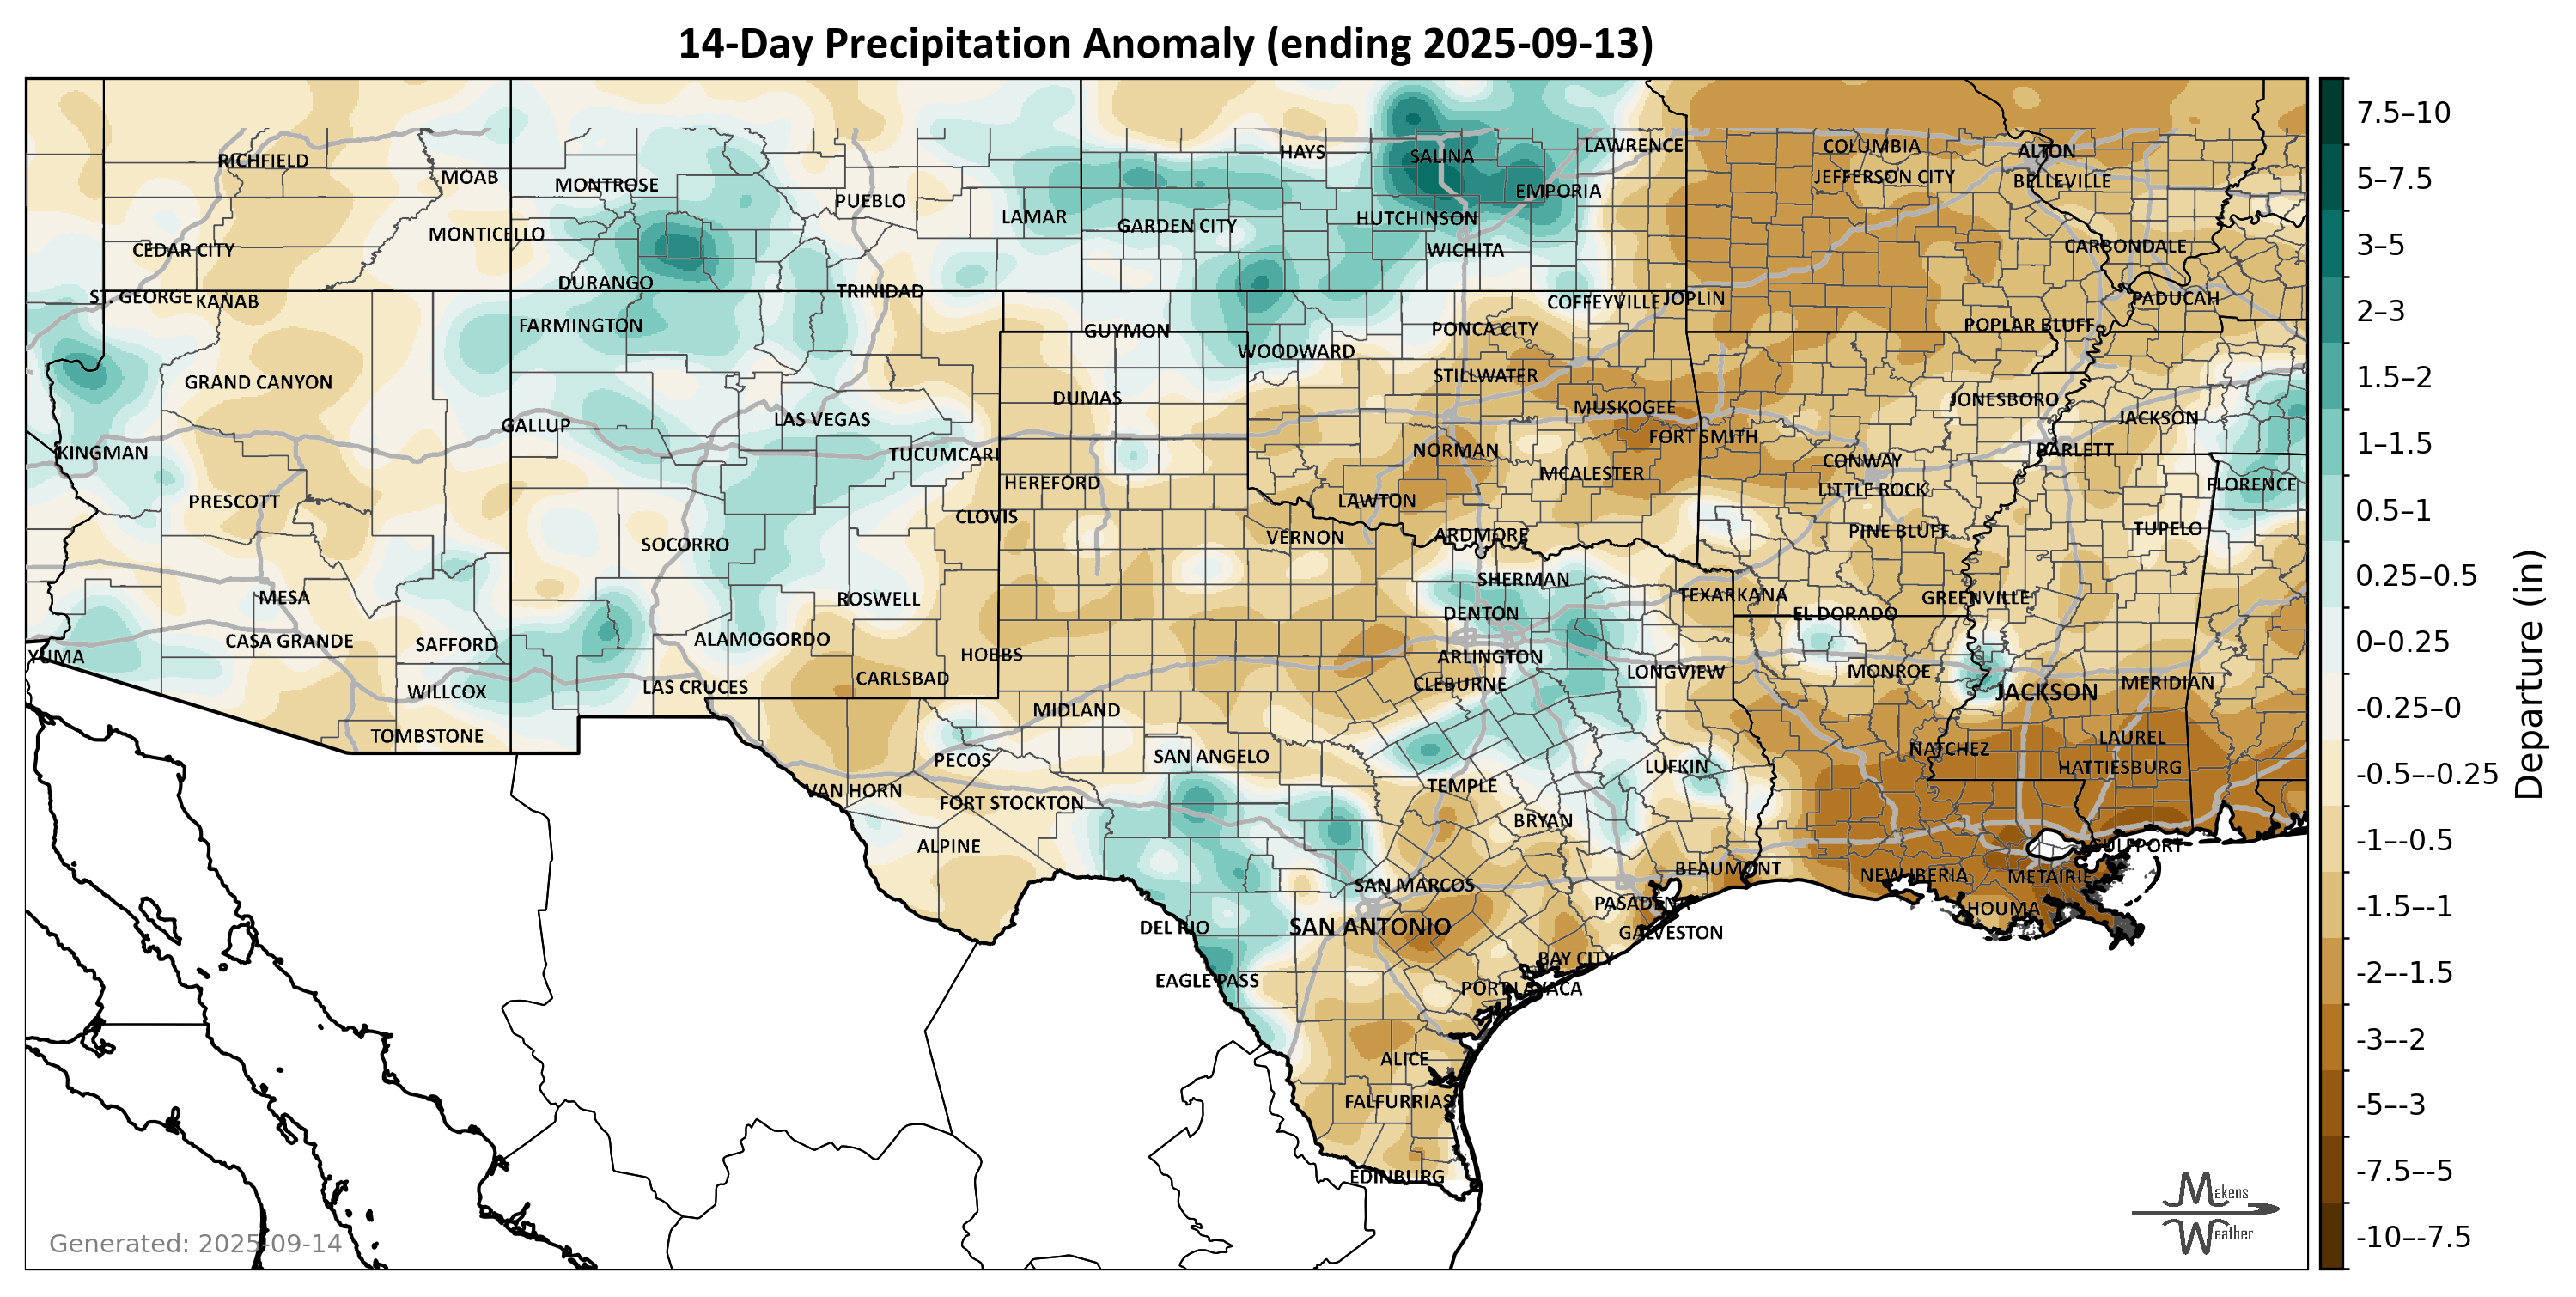 14-Day Precipitation Anomaly (ending 2025-09-13)
RICHFIELD
MOAB
MONTROSE
PUEBLO
LAMAR
HAYS
SALINA
LAWRENCE
COLUMBIA
ALTON
JEFFERSON CITY
BELLEVILLE
EMPORIA
GARDEN CITY
HUTCHINSON
WICHITA
CEDAR CITY
MONTICELLO
CARBONDALE
DURANGO
TRINIDAD
ST. GEORGE
KANAB
COFFEYVILLE
JOPLIN
PADUCAH
FARMINGTON
GUYMON
PONCA CITY
POPLAR BLUFF
WOODWARD
GRAND CANYON
STILLWATER
DUMAS
MUSKOGEE
JONESBORO
JACKSON
GALLUP
LAS VEGAS
FORT SMITH
KINGMAN
TUCUMCARI
NORMAN
BARLETT
CONWAY
MCALESTER
HEREFORD
LITTLE ROCK
FLORENCE
PRESCOTT
LAWTON
CLOVIS
VERNON
ARDMORE
PINE BLUFF
TUPELO
SOCORRO
SHERMAN
MESA
ROSWELL
TEXARKANA
GREENVILLE
DENTON
EL DORADO
CASA GRANDE
SAFFORD
ALAMOGORDO
YUMA
HOBBS
ARLINGTON
LONGVIEW
MONROE
CARLSBAD
CLEBURNE
MERIDIAN
WILLCOX
LAS CRUCES
JACKSON
MIDLAND
TOMBSTONE
NATCHEZ
LAUREL
PECOS
SAN ANGELO
LUFKIN
HATTIESBURG
VAN HORN
TEMPLE
FORT STOCKTON
BRYAN
ALPINE
GULFPORT
BEAUMONT
NEW IBERIA
METAIRIE
SAN MARCOS
PASADENA
HOUMA
DEL RIO
SAN ANTONIO
GALVESTON
BAY CITY
EAGLE PASS
PORT LAVACA
ALICE
FALFURRIAS
EDINBURG
Generated: 2025-09-14
Makens
Weather
7.5–10
5–7.5
3–5
2–3
1.5–2
1–1.5
0.5–1
0.25–0.5
0–0.25
-0.25–0
-0.5–-0.25
-1–-0.5
-1.5–-1
-2–-1.5
-3–-2
-5–-3
-7.5–-5
-10–-7.5
Departure (in)